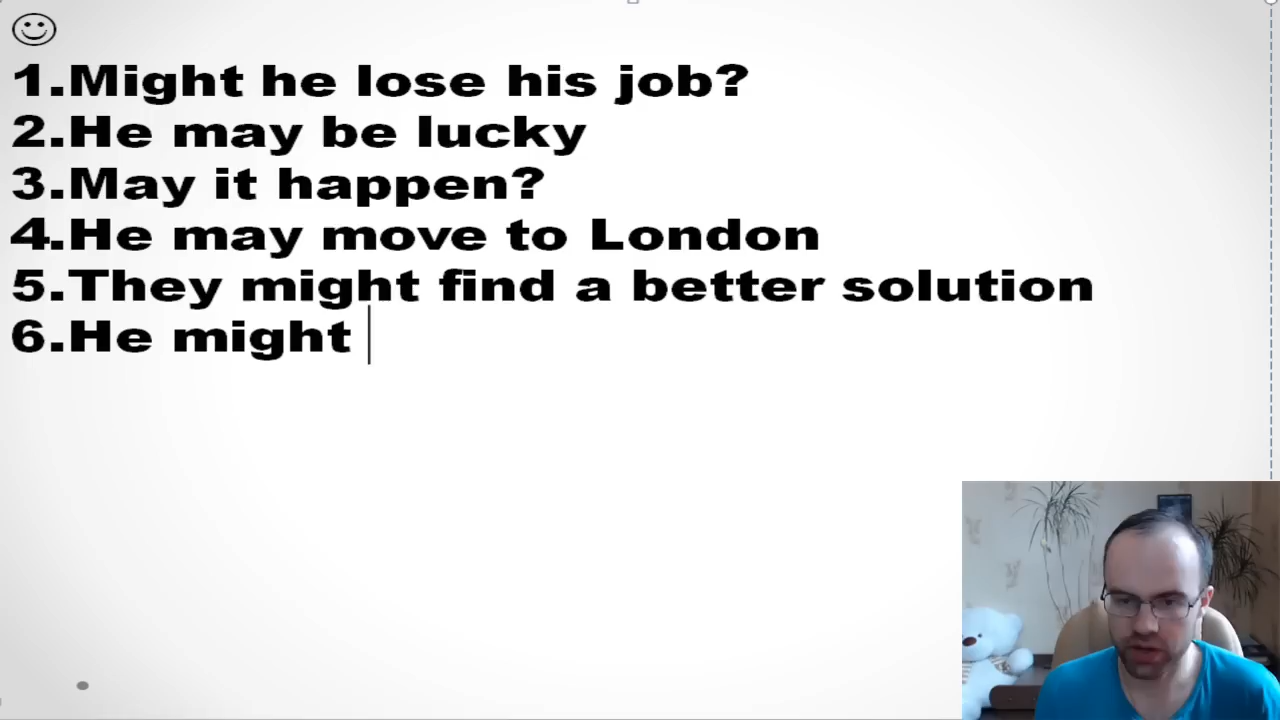 1.Might he lose his job?
2.He may be lucky
3.May it happen?
4.He may move to London
5.They might find a better solution
6.He might